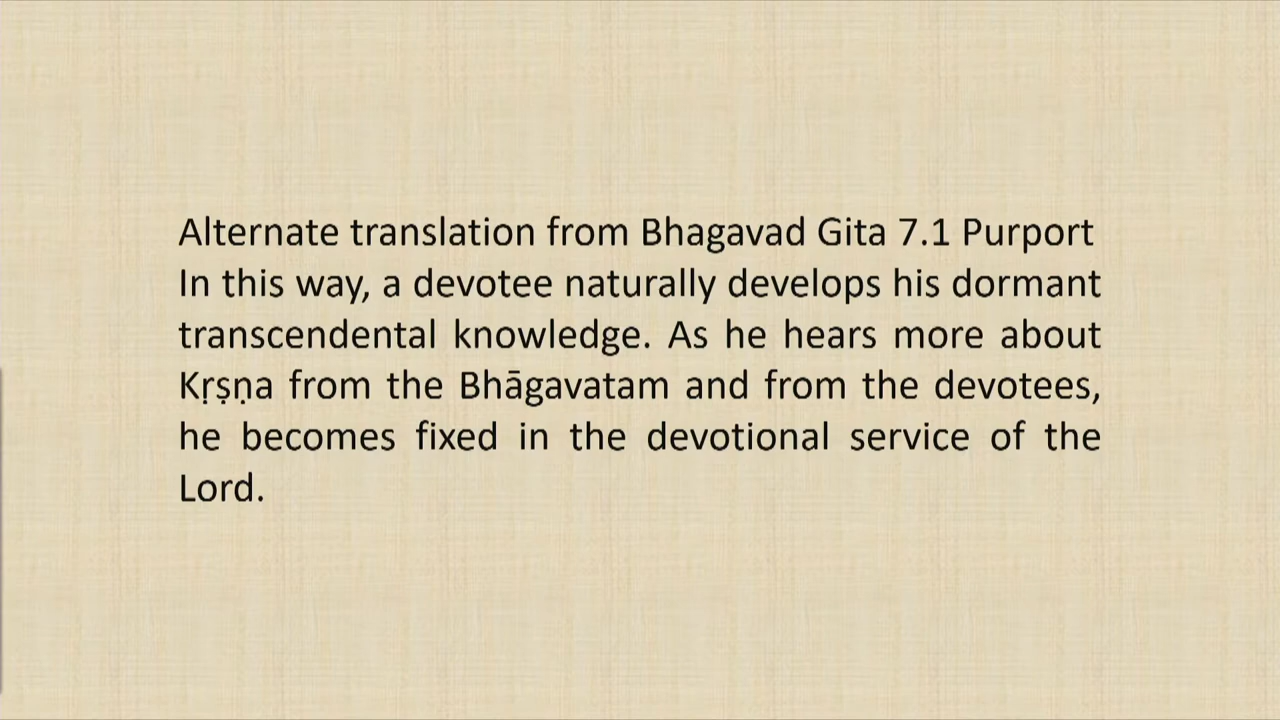 Alternate translation from Bhagavad Gita 7.1 Purport
In this way, a devotee naturally develops his dormant
transcendental knowledge. As he hears more about
Kṛṣṇa from the Bhāgavatam and from the devotees,
he becomes fixed in the devotional service of the
Lord.